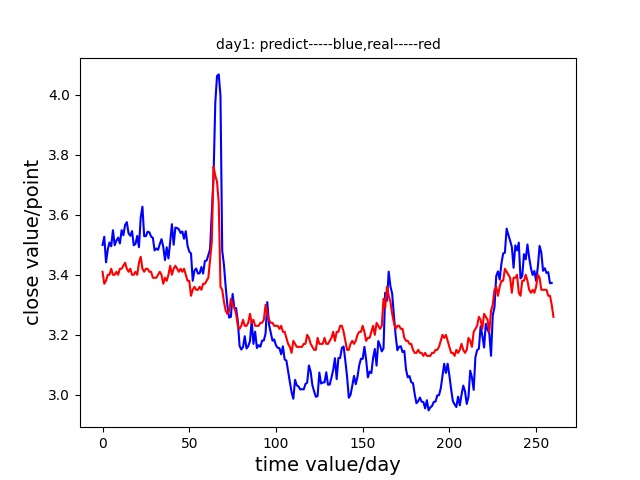 day1: predict-----blue,real-----red
close value/point
4.0
3.8
3.6
3.4
3.2
3.0
0 50 100 150 200 250
time value/day